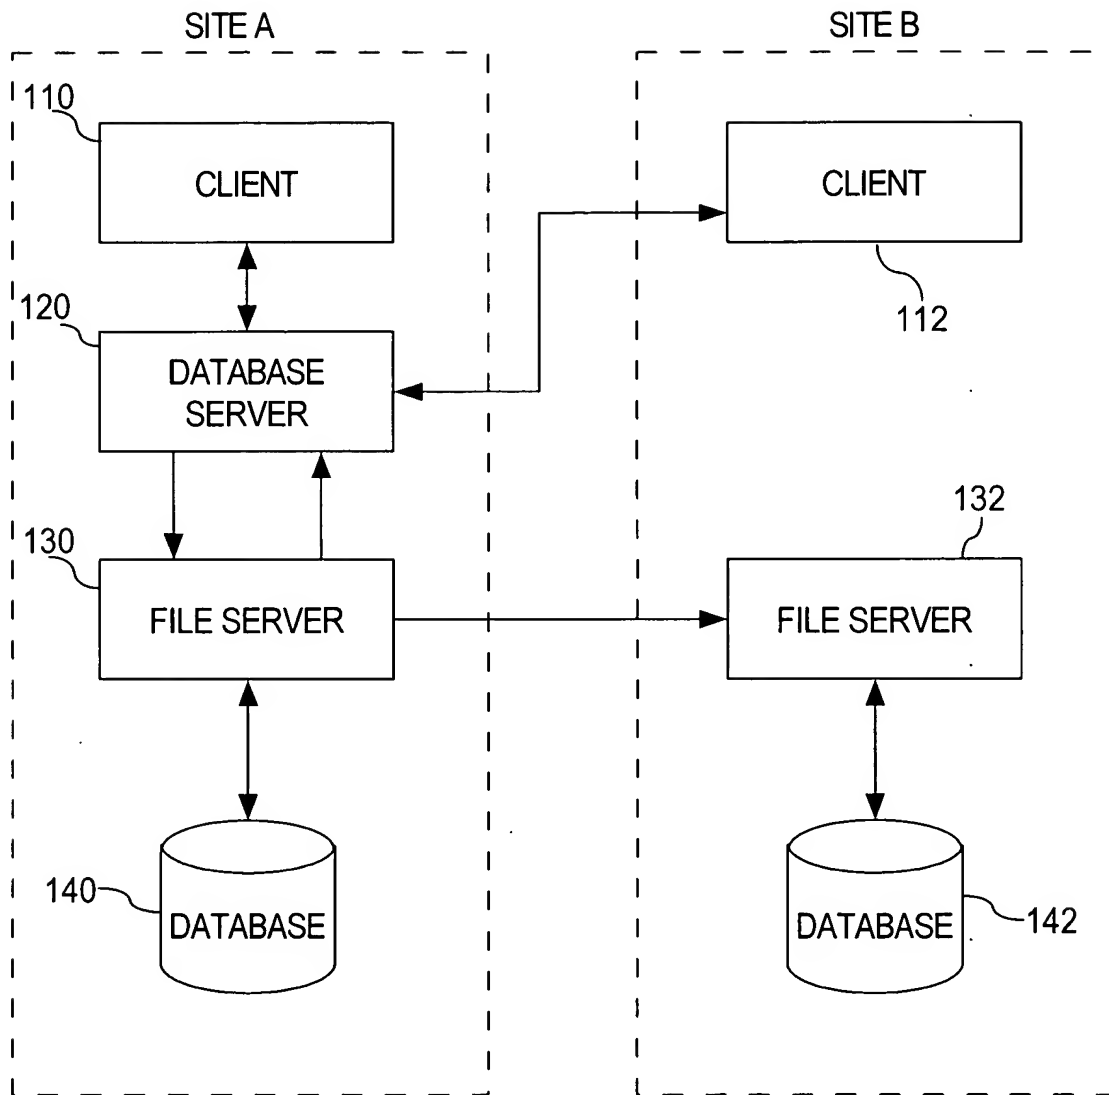 SITE A
SITE B
110
CLIENT
CLIENT
112
120
DATABASE
SERVER
132
130
FILE SERVER
FILE SERVER
140
DATABASE
DATABASE
142